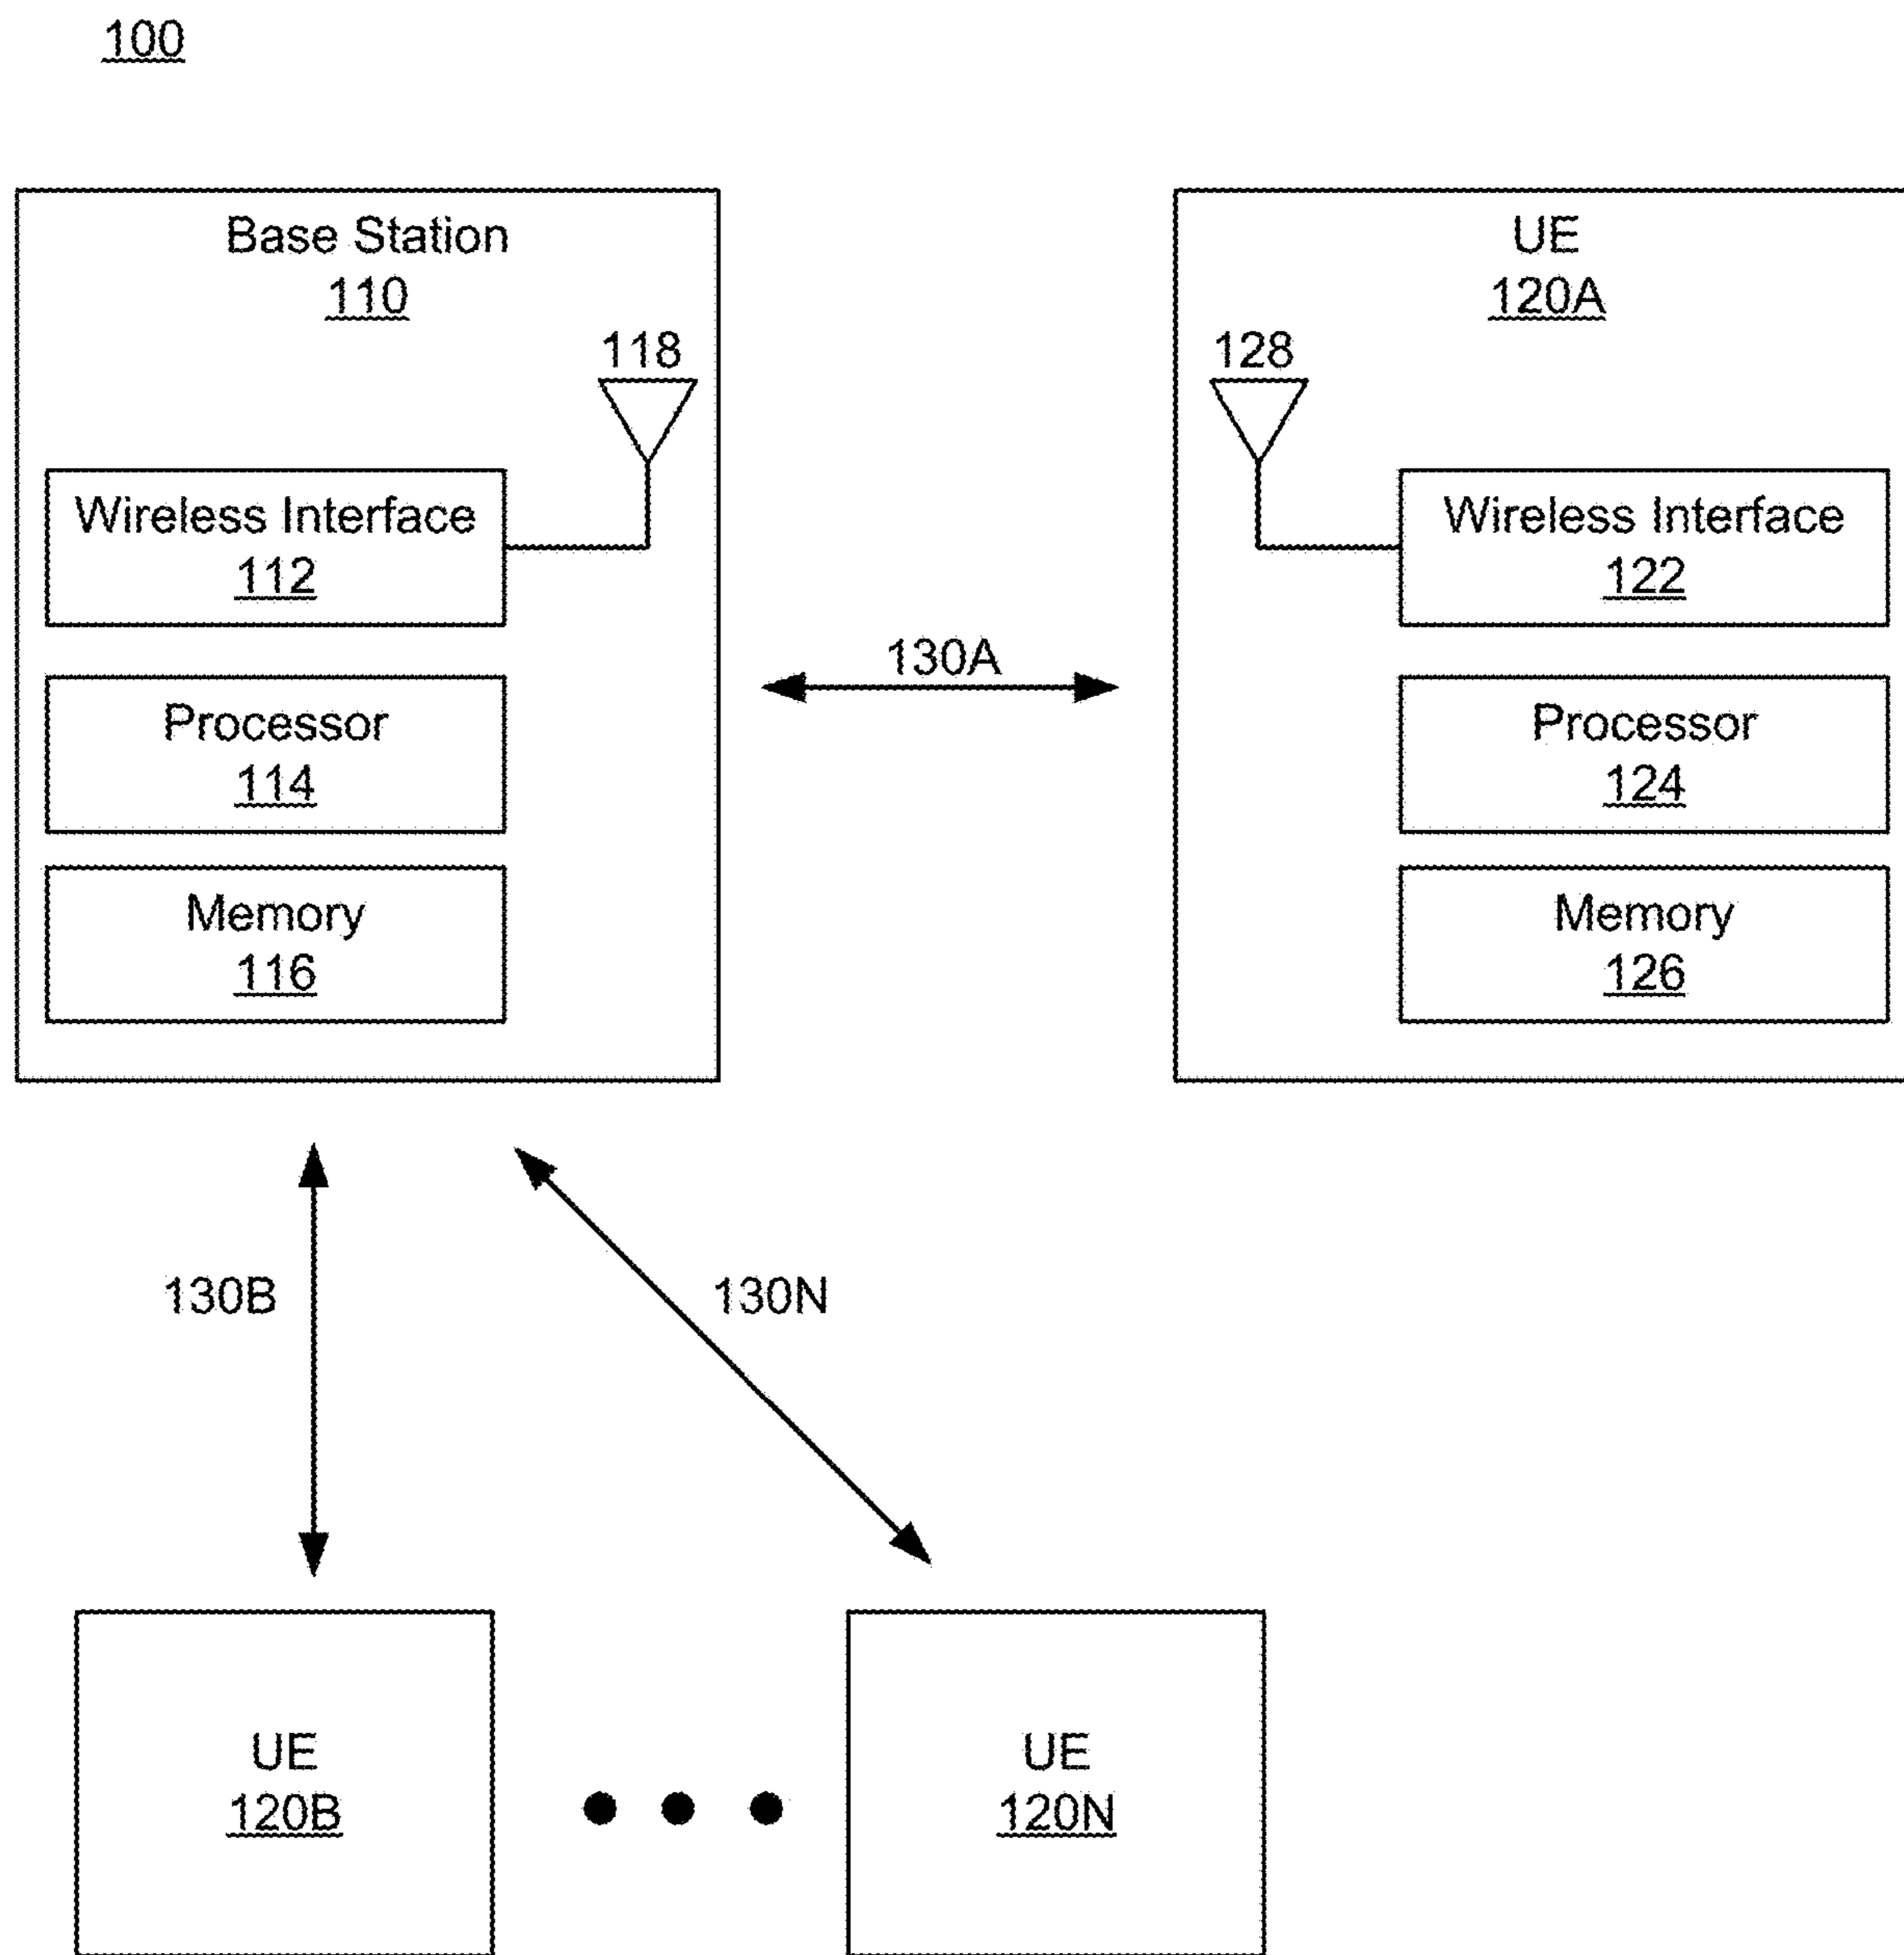 100
Base Station
110
118
Wireless Interface
112
Processor
114
Memory
116
130A
UE
120A
128
Wireless Interface
122
Processor
124
Memory
126
130B
130N
UE
120B
UE
120N